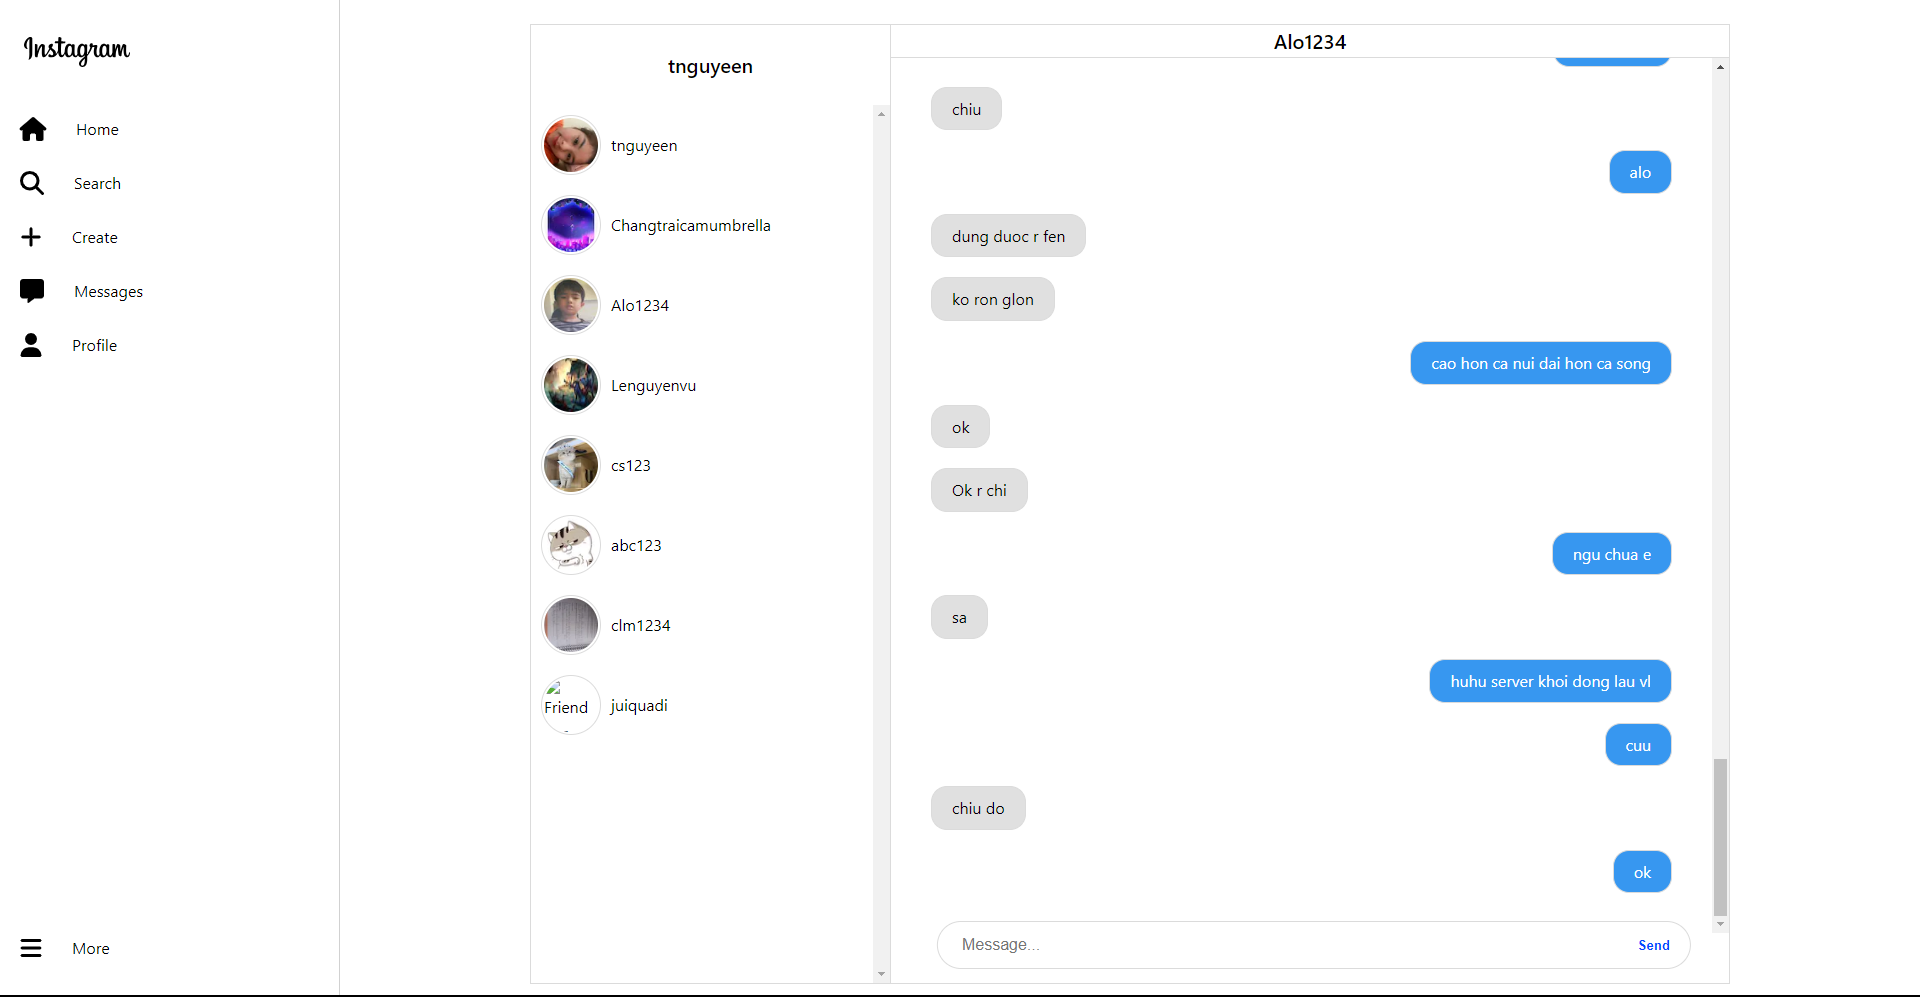 Instagram
Home
Search
Create
Messages
Profile
More
tnguyeen
tnguyeen
Changtraicamumbrella
Alo1234
Lenguyenvu
cs123
abc123
clm1234
Friend
juiquadi
Alo1234
chiu
alo
dung duoc r fen
ko ron glon
cao hon ca nui dai hon ca song
ok
Ok r chi
ngu chua e
sa
huhu server khoi dong lau vl
cuu
chiu do
ok
Message...
Send